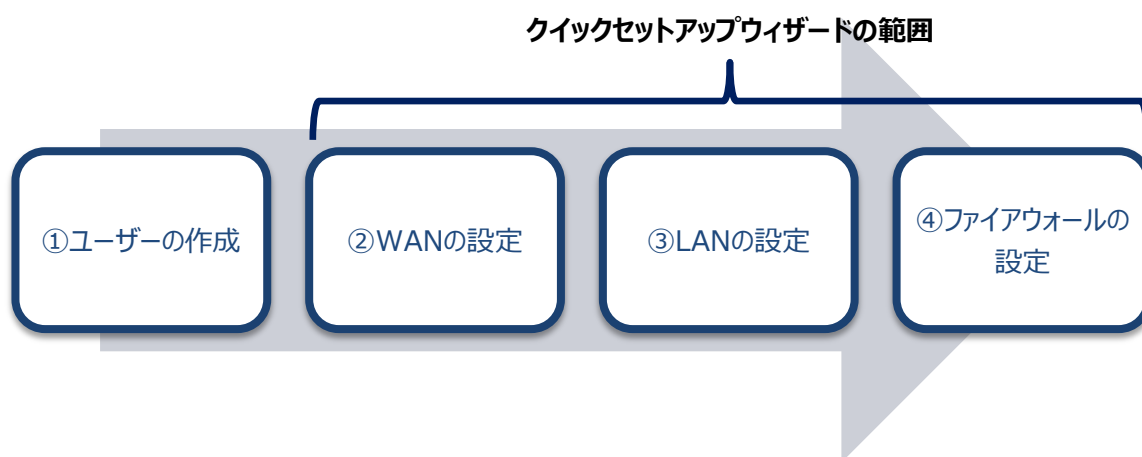 クイックセットアップウィザードの範囲
①ユーザーの作成
②WANの設定
③LANの設定
④ファイアウォールの
設定